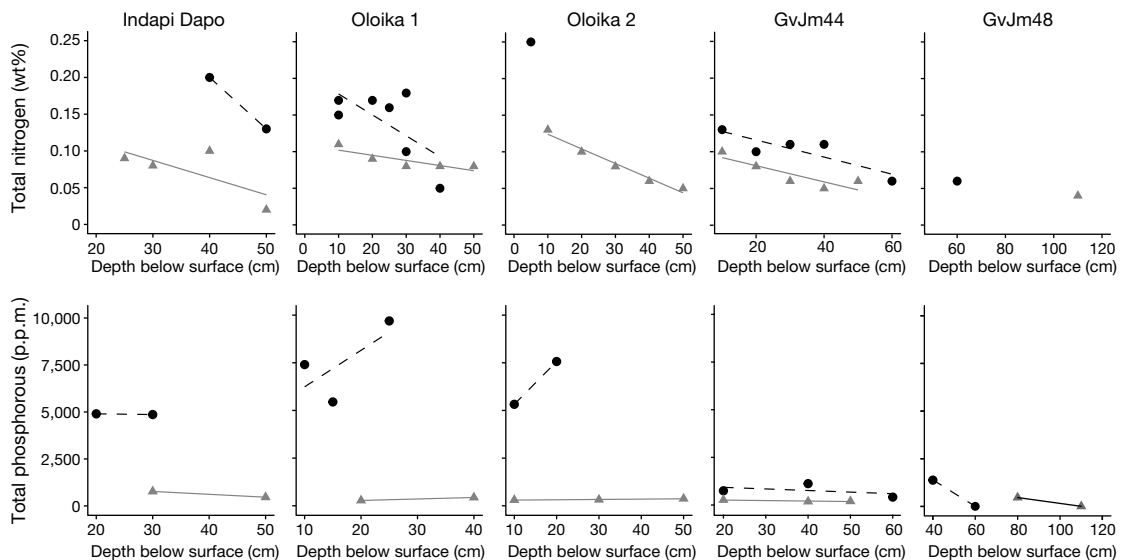 Indapi Dapo Oloika 1 Oloika 2 GvJm44 GvJm48
Total nitrogen (wt%)
0.25
0.20
0.15
0.10
0.05
0
20 30 40 50 0 10 20 30 40 50 0 10 20 30 40 50 20 40 60 60 80 100 120
Depth below surface (cm) Depth below surface (cm) Depth below surface (cm) Depth below surface (cm) Depth below surface (cm)
Total phosphorous (p.p.m.)
10,000
7,500
5,000
2,500
0
20 30 40 50 10 20 30 40 10 20 30 40 50 20 30 40 50 60 40 60 80 100 120
Depth below surface (cm) Depth below surface (cm) Depth below surface (cm) Depth below surface (cm) Depth below surface (cm)